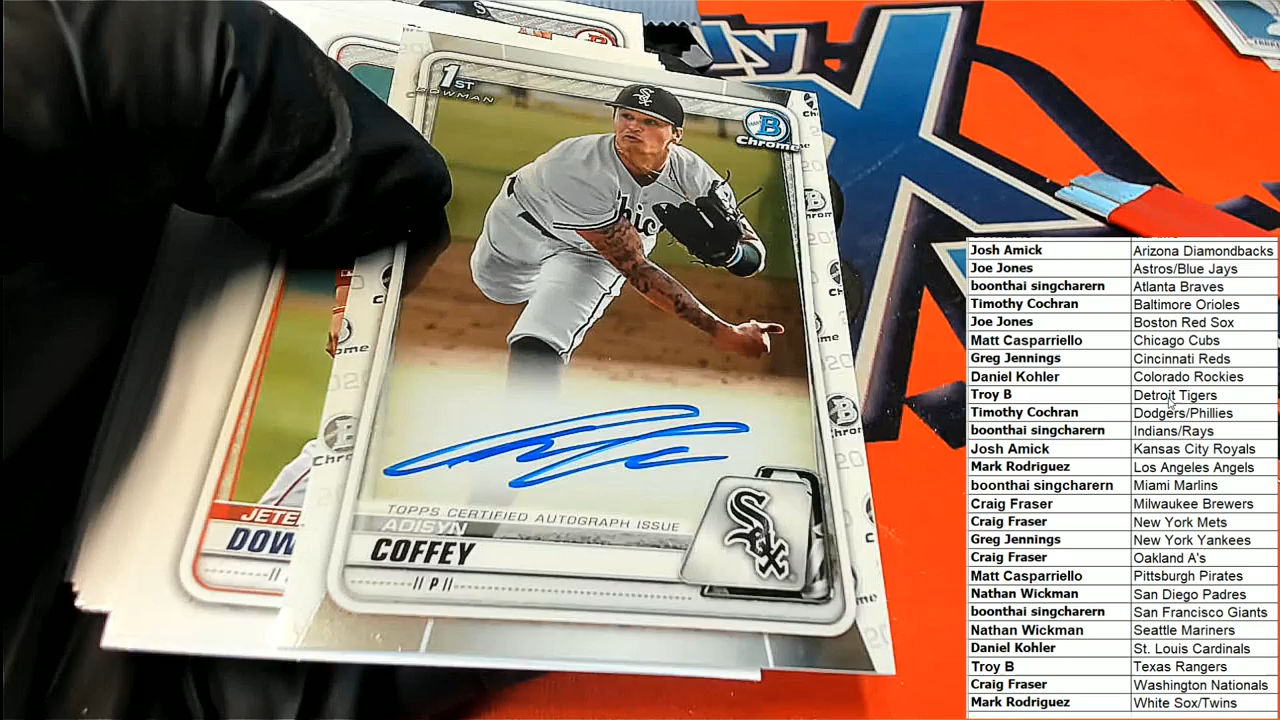 1ST
BOWMAN
B
Chrome
TOPPS CERTIFIED AUTOGRAPH ISSUE
ADISYN
COFFEY
P
JETE
DOW
Josh Amick Arizona Diamondbacks
Joe Jones Astros/Blue Jays
boonthai singcharern Atlanta Braves
Timothy Cochran Baltimore Orioles
Joe Jones Boston Red Sox
Matt Casparriello Chicago Cubs
Greg Jennings Cincinnati Reds
Daniel Kohler Colorado Rockies
Troy B Detroit Tigers
Timothy Cochran Dodgers/Phillies
boonthai singcharern Indians/Rays
Josh Amick Kansas City Royals
Mark Rodriguez Los Angeles Angels
boonthai singcharern Miami Marlins
Craig Fraser Milwaukee Brewers
Craig Fraser New York Mets
Greg Jennings New York Yankees
Craig Fraser Oakland A's
Matt Casparriello Pittsburgh Pirates
Nathan Wickman San Diego Padres
boonthai singcharern San Francisco Giants
Nathan Wickman Seattle Mariners
Daniel Kohler St. Louis Cardinals
Troy B Texas Rangers
Craig Fraser Washington Nationals
Mark Rodriguez White Sox/Twins